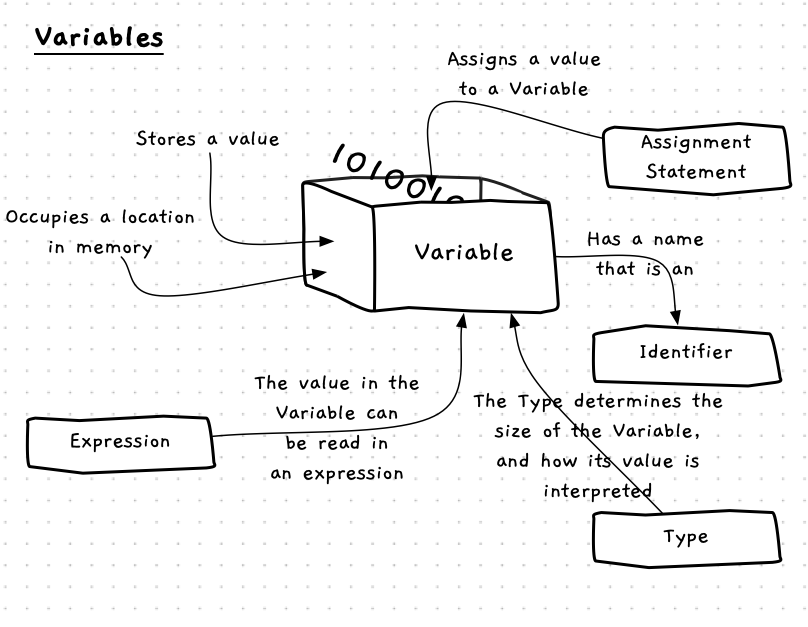 Variables
Assigns a value
to a Variable
Assignment
Statement
Stores a value
1010010
Occupies a location
in memory
Variable
Has a name
that is an
Identifier
The value in the
Variable can
be read in
an expression
Expression
The Type determines the
size of the Variable,
and how its value is
interpreted
Type